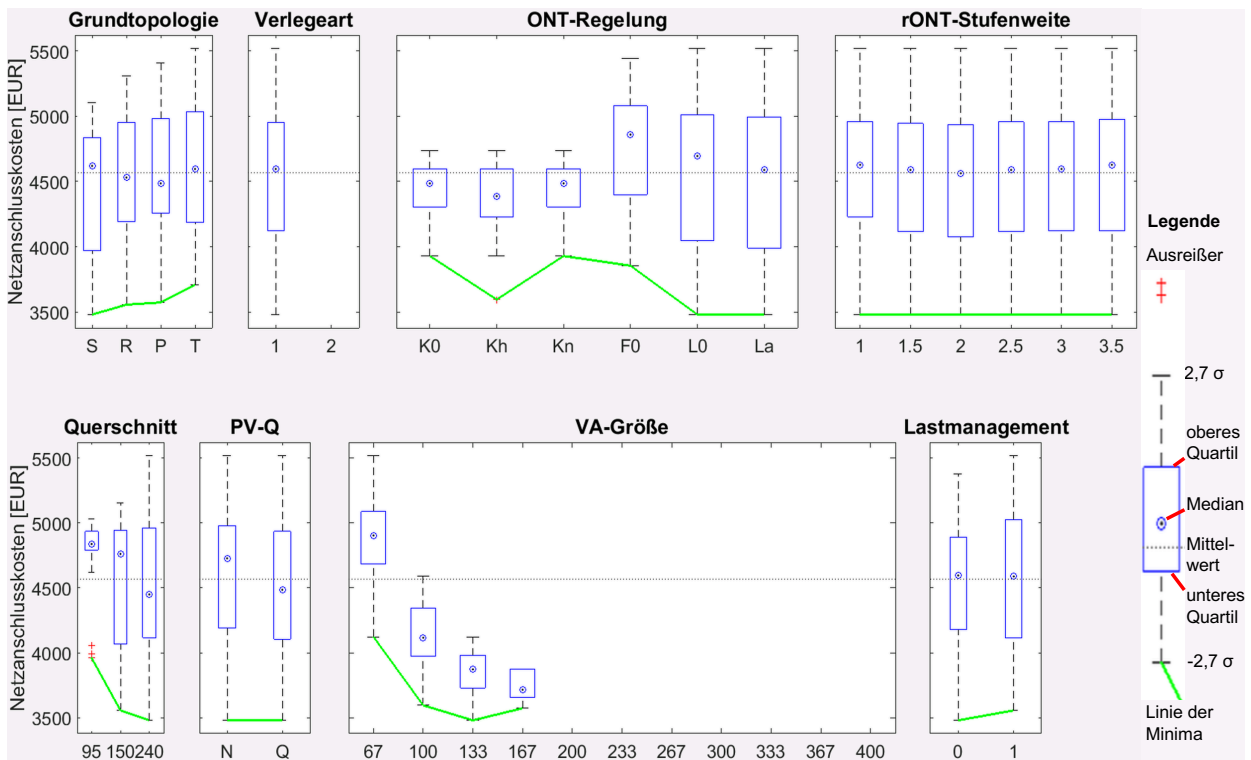 Grundtopologie
Verlegeart
ONT-Regelung
rONT-Stufenweite
Netzanschlusskosten [EUR]
5500
5000
4500
4000
3500
S R P T
1 2
K0 Kh Kn F0 L0 La
1 1.5 2 2.5 3 3.5
Querschnitt
PV-Q
VA-Größe
Lastmanagement
Netzanschlusskosten [EUR]
5500
5000
4500
4000
3500
95 150 240
N Q
67 100 133 167 200 233 267 300 333 367 400
0 1
Legende
Ausreißer
2,7 σ
oberes
Quartil
Median
Mittel-
wert
unteres
Quartil
-2,7 σ
Linie der
Minima